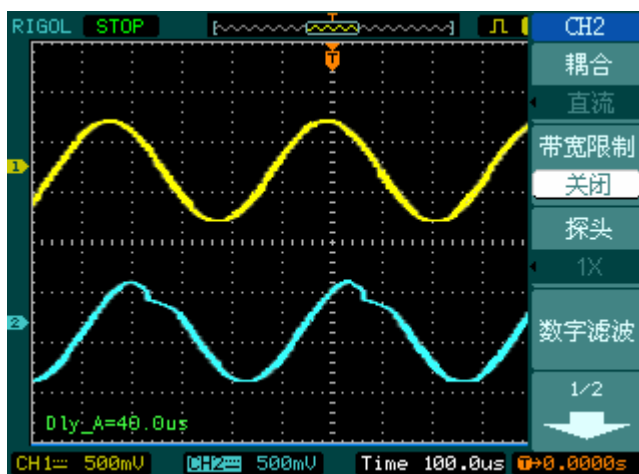 RIGOL STOP T CH2
T
耦合
直流
带宽限制
关闭
探头
1X
数字滤波
1/2
1
2
Dly_A=40.0us
CH1 500mV CH2 500mV Time 100.0us T→0.0000s